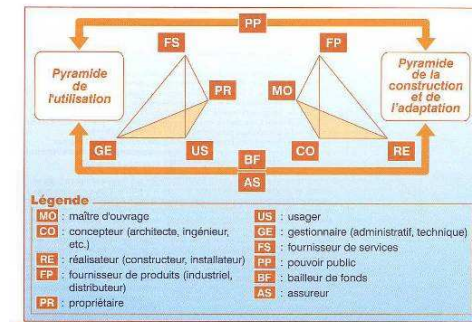 PP
FS
FP
Pyramide
de
l'utilisation
Pyramide
de la
construction
et de
l'adaptation
PR
MO
GE
US
CO
RE
BF
AS
Légende
MO : maître d'ouvrage
CO : concepteur (architecte, ingénieur,
etc.)
RE : réalisateur (constructeur, installateur)
FP : fournisseur de produits (industriel,
distributeur)
PR : propriétaire
US : usager
GE : gestionnaire (administratif, technique)
FS : fournisseur de services
PP : pouvoir public
BF : bailleur de fonds
AS : assureur